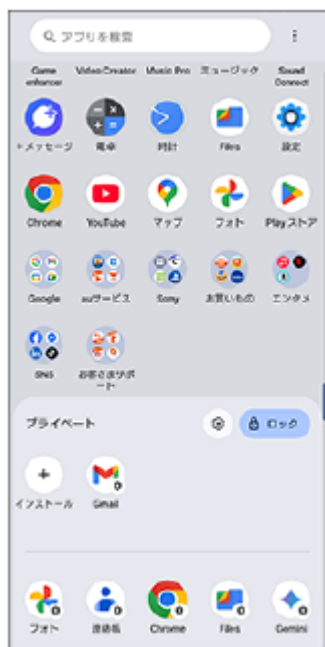 アプリを検索
Game enhancer
Video Creator
Music Pro
ミュージック
Sound Connect
+メッセージ
電卓
時計
Files
設定
Chrome
YouTube
マップ
フォト
Play ストア
Google
auサービス
Sony
お買いもの
エンタメ
SNS
お客さまサポート
プライベート
ロック
インストール
Gmail
フォト
連絡帳
Chrome
Files
Gemini